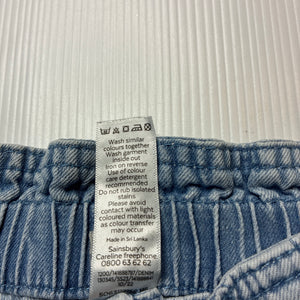 Wash similar
colours together
Wash garment
inside out
Iron on reverse
Use of colour
care detergent
recommended
Do not rub isolated
stains
Please avoid
contact with
light coloured
materials as
colour transfer
may occur
Made in Sri Lanka
Sainsbury's
Careline freephone
0800 63 62 62